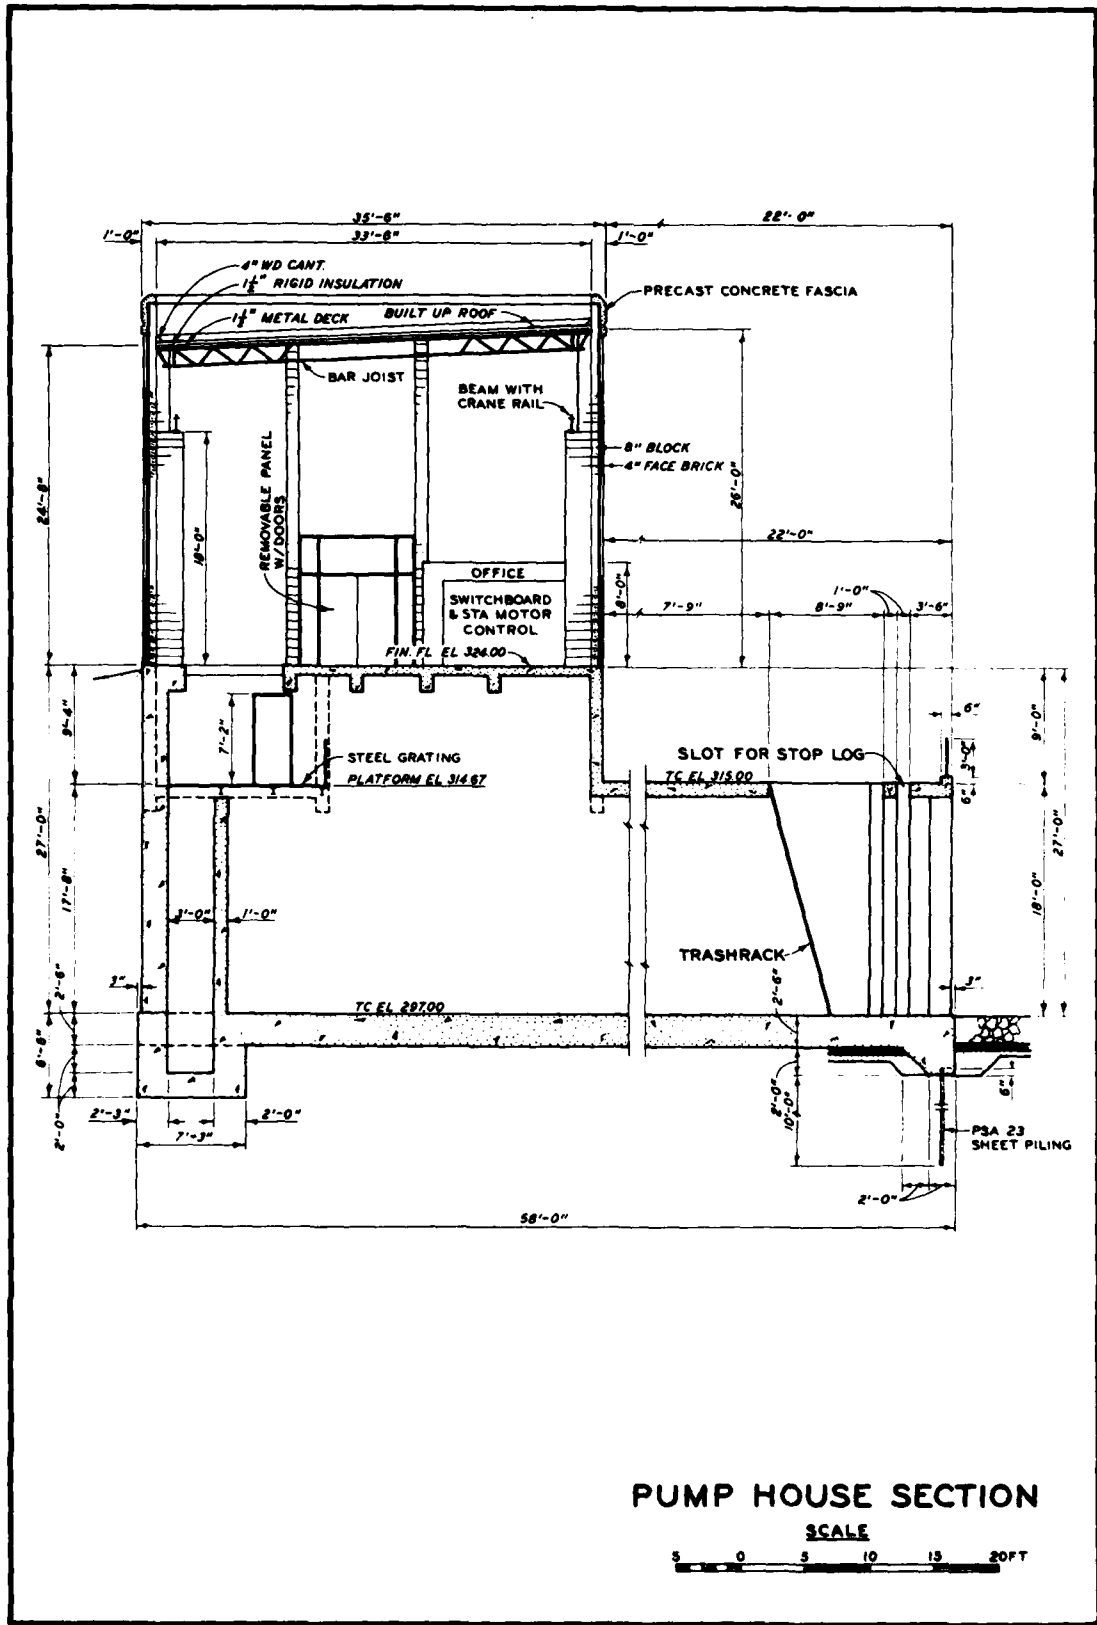 35'-6"
22'-0"
1'-0"
33'-6"
1'-0"
4" WD CANT.
1½" RIGID INSULATION
PRECAST CONCRETE FASCIA
1½" METAL DECK
BUILT UP ROOF
BAR JOIST
BEAM WITH
CRANE RAIL
8" BLOCK
4" FACE BRICK
24'-8"
18'-0"
REMOVABLE PANEL
W/DOORS
26'-0"
22'-0"
OFFICE
8'-0"
1'-0"
7'-9"
8'-9"
3'-6"
SWITCHBOARD
& STA MOTOR
CONTROL
FIN. FL EL 324.00
9'-4"
7'-2"
6"
9'-0"
3'-0"
STEEL GRATING
PLATFORM EL 314.67
SLOT FOR STOP LOG
TC EL 315.00
6"
27'-0"
17'-8"
27'-0"
18'-0"
3'-0"
1'-0"
TRASHRACK
3"
2'-6"
2'-6"
3"
TC EL 297.00
6'-6"
2'-0"
2'-3"
2'-0"
7'-3"
2'-0"
10'-0"
6"
PSA 23
SHEET PILING
2'-0"
58'-0"
PUMP HOUSE SECTION
SCALE
5 0 5 10 15 20FT